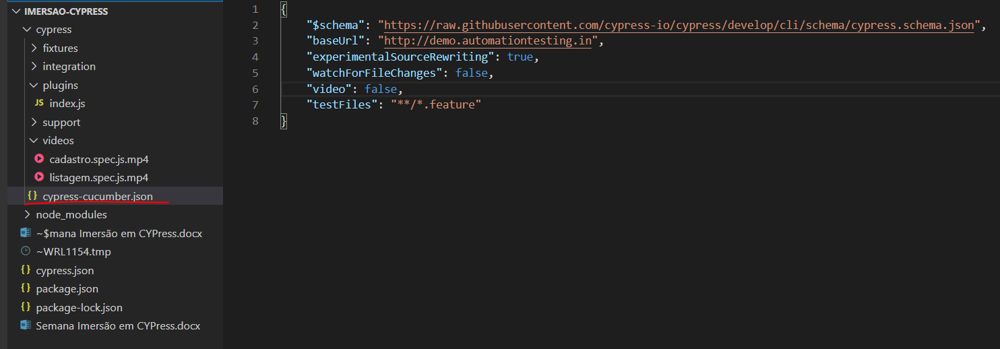 IMERSAO-CYPRESS
cypress
fixtures
integration
plugins
JS index.js
support
videos
cadastro.spec.js.mp4
listagem.spec.js.mp4
{} cypress-cucumber.json
node_modules
~$mana Imersão em CYPress.docx
~WRL1154.tmp
{} cypress.json
{} package.json
{} package-lock.json
Semana Imersão em CYPress.docx
1 {
2 "$schema": "https://raw.githubusercontent.com/cypress-io/cypress/develop/cli/schema/cypress.schema.json",
3 "baseUrl": "http://demo.automationtesting.in",
4 "experimentalSourceRewriting": true,
5 "watchForFileChanges": false,
6 "video": false,
7 "testFiles": "**/*.feature"
8 }